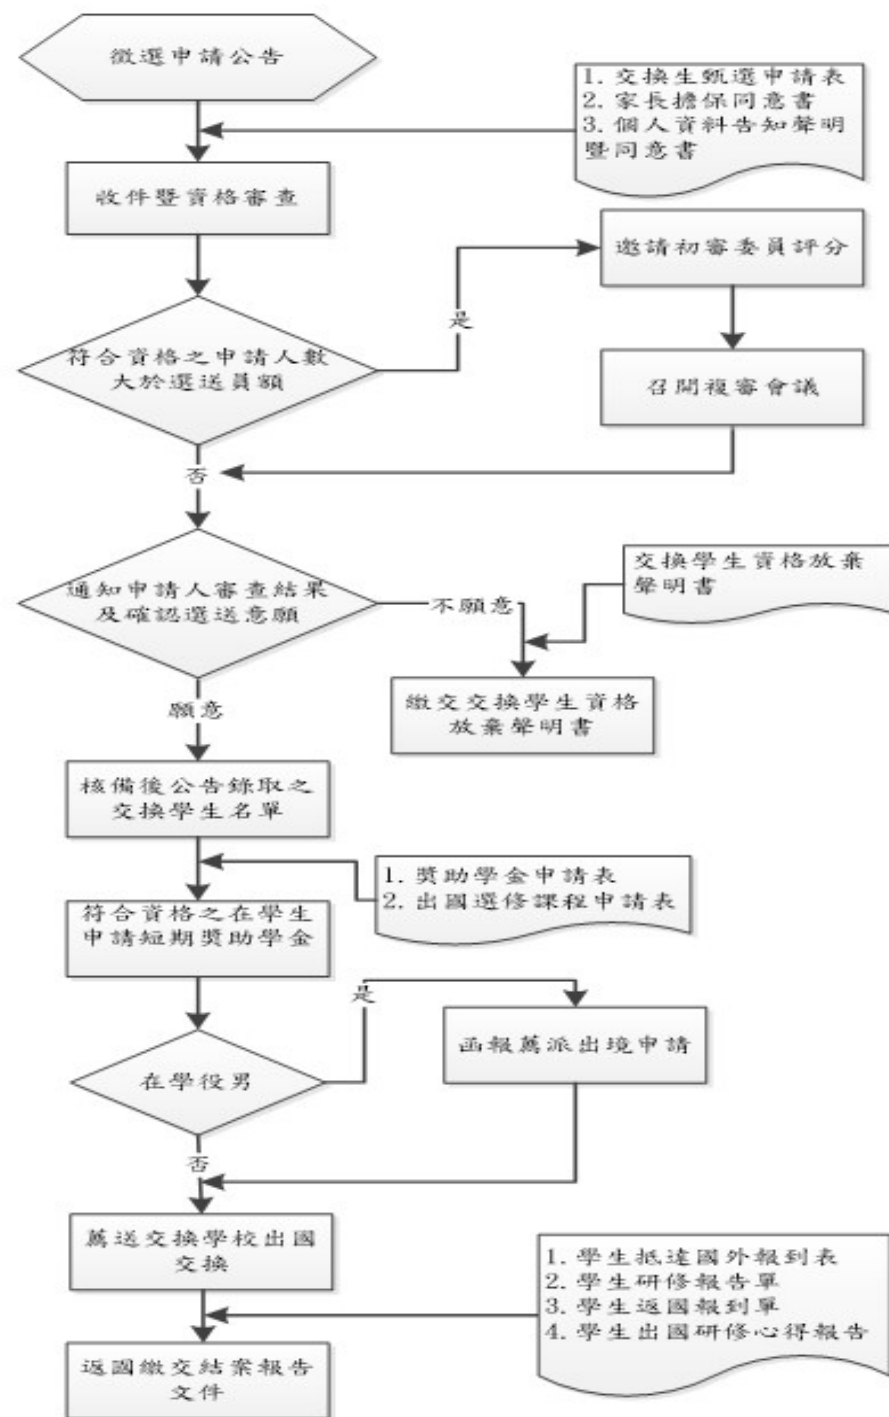 徵選申請公告
1. 交換生甄選申請表
2. 家長擔保同意書
3. 個人資料告知聲明
暨同意書
收件暨資格審查
邀請初審委員評分
是
符合資格之申請人數
大於選送員額
召開複審會議
否
通知申請人審查結果
及確認選送意願
不願意
交換學生資格放棄
聲明書
繳交交換學生資格
放棄聲明書
願意
核備後公告錄取之
交換學生名單
1. 獎助學金申請表
2. 出國選修課程申請表
符合資格之在學生
申請短期獎助學金
是
函報薦派出境申請
在學役男
否
薦送交換學校出國
交換
1. 學生抵達國外報到表
2. 學生研修報告單
3. 學生返國報到單
4. 學生出國研修心得報告
返國繳交結案報告
文件